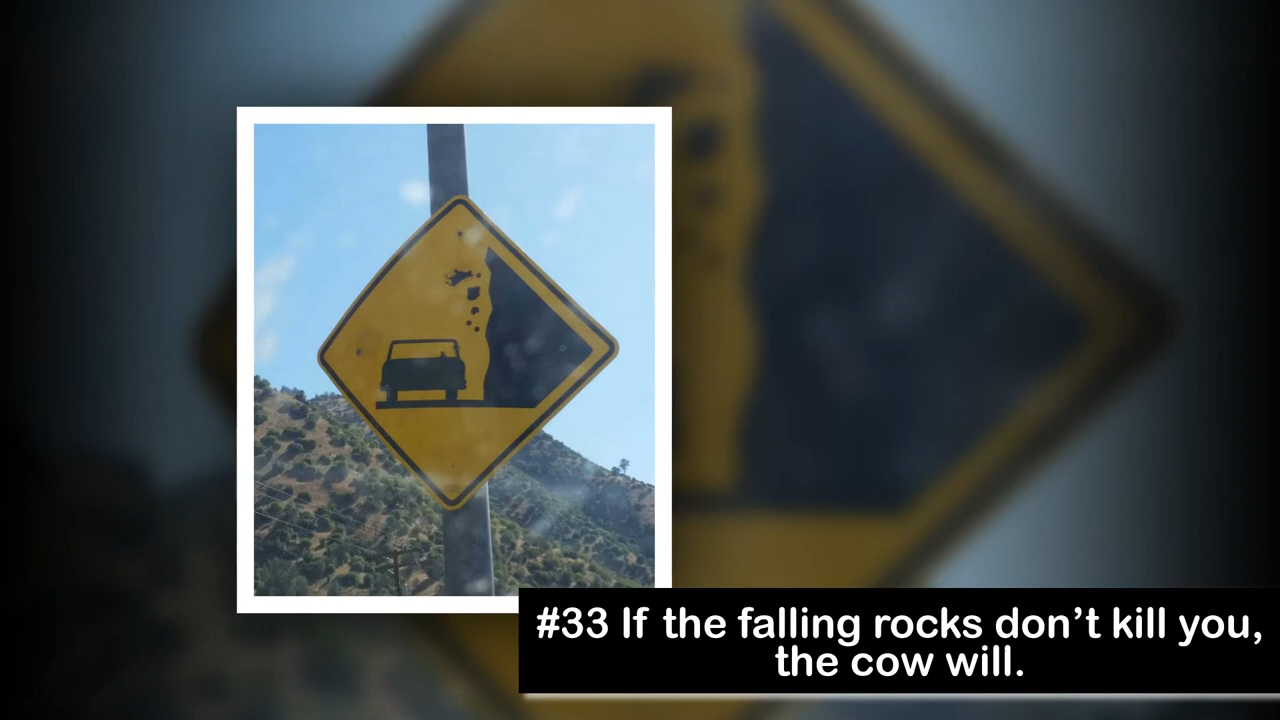 #33 If the falling rocks don’t kill you,
the cow will.